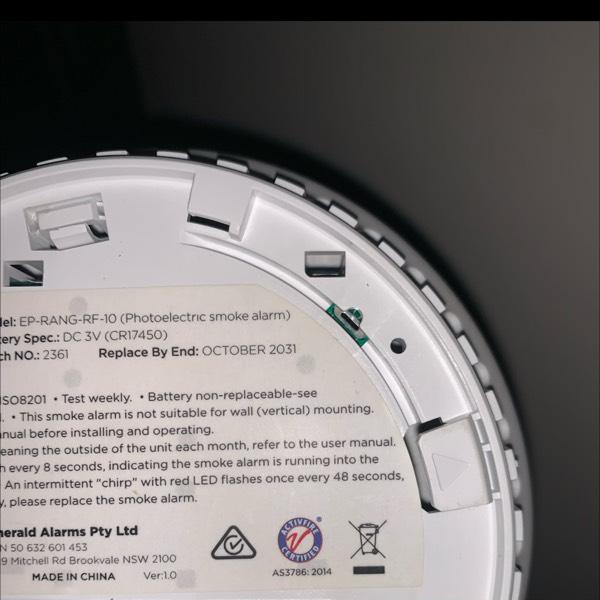 del: EP-RANG-RF-10 (Photoelectric smoke alarm)
ery Spec.: DC 3V (CR17450)
ch NO.: 2361 Replace By End: OCTOBER 2031
ISO8201 • Test weekly. • Battery non-replaceable-see
l. • This smoke alarm is not suitable for wall (vertical) mounting.
anual before installing and operating.
eaning the outside of the unit each month, refer to the user manual.
h every 8 seconds, indicating the smoke alarm is running into the
An intermittent "chirp" with red LED flashes once every 48 seconds,
y, please replace the smoke alarm.
nerald Alarms Pty Ltd
N 50 632 601 453
9 Mitchell Rd Brookvale NSW 2100
MADE IN CHINA Ver:1.0
ACTIVFIRE
CERTIFIED
AS3786: 2014